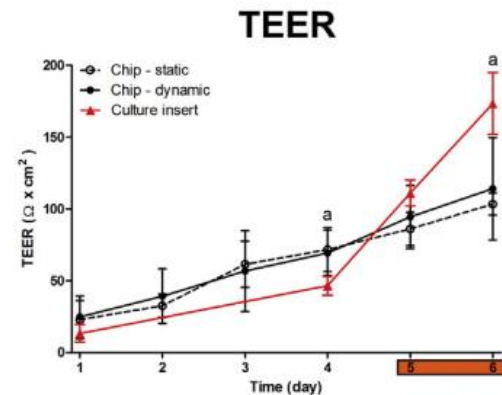 TEER
Chip - static
Chip - dynamic
Culture insert
TEER (Ω x cm²)
200
150
100
50
0
a
a
1 2 3 4 5 6
Time (day)